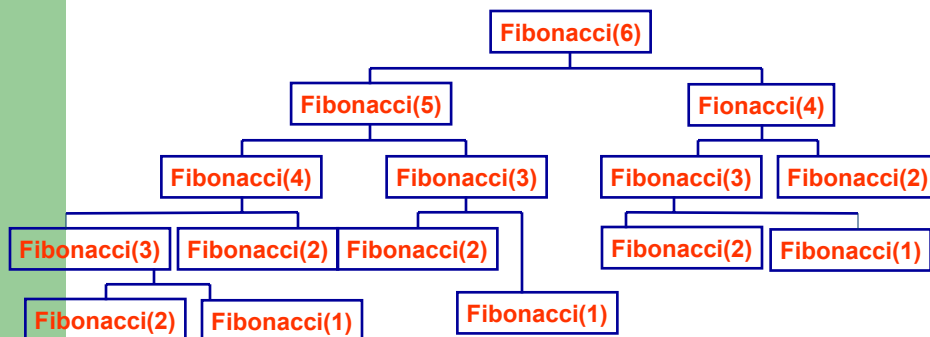 Fibonacci(6)
Fibonacci(5)
Fionacci(4)
Fibonacci(4)
Fibonacci(3)
Fibonacci(3)
Fibonacci(2)
Fibonacci(3)
Fibonacci(2)
Fibonacci(2)
Fibonacci(2)
Fibonacci(1)
Fibonacci(2)
Fibonacci(1)
Fibonacci(1)